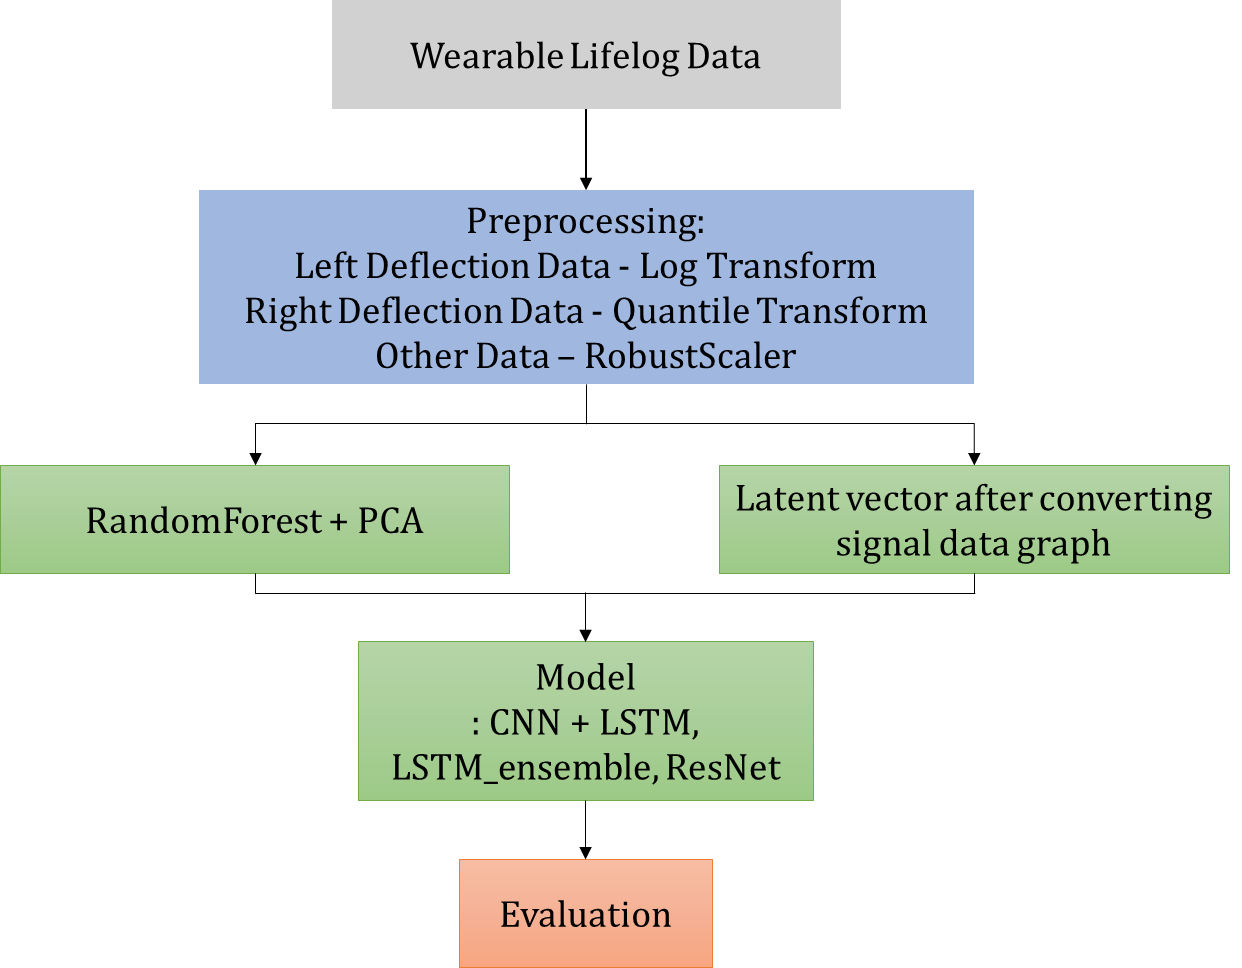 Wearable Lifelog Data
Preprocessing:
Left Deflection Data - Log Transform
Right Deflection Data - Quantile Transform
Other Data – RobustScaler
RandomForest + PCA
Latent vector after converting
signal data graph
Model
: CNN + LSTM,
LSTM_ensemble, ResNet
Evaluation